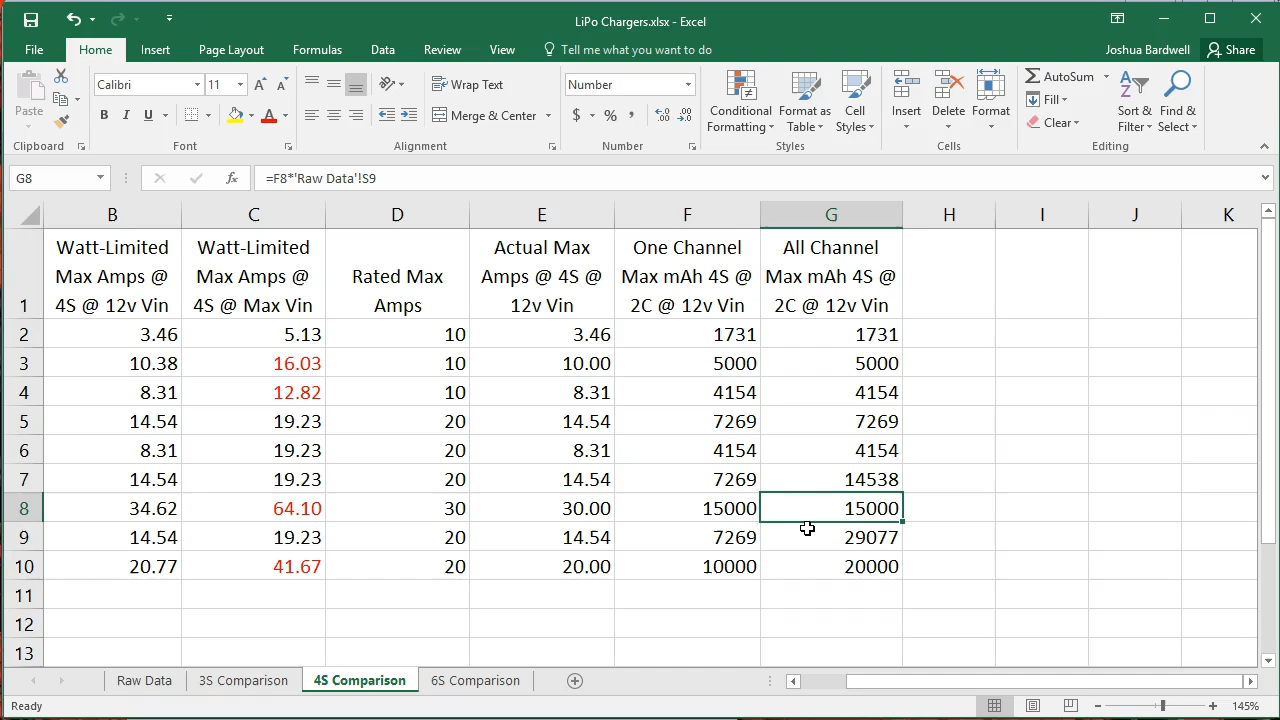 LiPo Chargers.xlsx - Excel
File Home Insert Page Layout Formulas Data Review View Tell me what you want to do Joshua Bardwell Share
Calibri 11 A A Wrap Text Number AutoSum
Paste B I U A Merge & Center $ % , .0 .00 .00 .0 Conditional Formatting Format as Table Cell Styles Insert Delete Format Fill Clear Sort & Filter Find & Select
Clipboard Font Alignment Number Styles Cells Editing
G8 fx =F8*'Raw Data'!S9
B C D E F G H I J K
Watt-Limited Watt-Limited Actual Max One Channel All Channel
Max Amps @ Max Amps @ Rated Max Amps @ 4S @ Max mAh 4S @ Max mAh 4S @
1 4S @ 12v Vin 4S @ Max Vin Amps 12v Vin 2C @ 12v Vin 2C @ 12v Vin
2 3.46 5.13 10 3.46 1731 1731
3 10.38 16.03 10 10.00 5000 5000
4 8.31 12.82 10 8.31 4154 4154
5 14.54 19.23 20 14.54 7269 7269
6 8.31 19.23 20 8.31 4154 4154
7 14.54 19.23 20 14.54 7269 14538
8 34.62 64.10 30 30.00 15000 15000
9 14.54 19.23 20 14.54 7269 29077
10 20.77 41.67 20 20.00 10000 20000
11
12
13
Raw Data 3S Comparison 4S Comparison 6S Comparison
Ready 145%